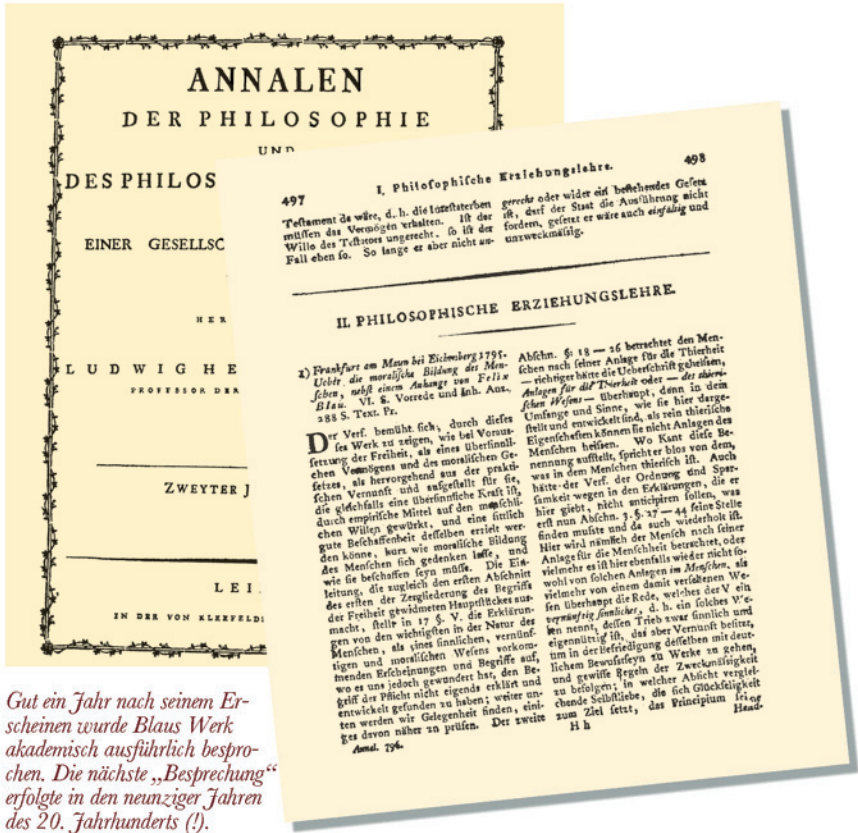 ANNALEN
DER PHILOSOPHIE
UND
DES PHILOS
EINER GESELLSC
HER
LUDWIG HE
PROFESSOR DER
ZWEYTER J
LEI
IN DER VON KLEEFELDS
497
I. Philoſophiſche Erziehungslehre.
498
Teſtament da wäre, d. h. die Inteſtaterben
müſſen das Vermögen erhalten. Iſt der
Wille des Teſtators ungerecht, ſo iſt der
Fall eben ſo. So lange er aber nicht un-
gerecht oder wider ein beſtehendes Geſetz
iſt, darf der Staat die Ausführung nicht
fordern, geſetzt er wäre auch einfältig und
unzweckmäſsig.
II. PHILOSOPHISCHE ERZIEHUNGSLEHRE.
1) Frankfurt am Mayn bei Eichenberg 1795.
Ueber die moraliſche Bildung des Men-
ſchen, nebſt einem Anhange von Felix
Blau. VI. S. Vorrede und Inh. Anz.,
288 S. Text. Pr.
Der Verf. bemüht ſich, durch dieſes
ſes Werk zu zeigen, wie bei Voraus-
ſetzung der Freiheit, als eines überſinnli-
chen Vermögens und des moraliſchen Ge-
ſetzes, als hervorgehend aus der prakti-
ſchen Vernunft und aufgeſtellt für ſie,
die gleichfalls eine überſinnliche Kraft iſt,
durch empiriſche Mittel auf den menſchli-
chen Willen gewürkt, und eine ſittlich
gute Beſchaffenheit deſſelben erzielt wer-
den könne, kurz wie moraliſche Bildung
des Menſchen ſich gedenken laſſe, und
wie ſie beſchaffen ſeyn müſſe. Die Ein-
leitung, die zugleich den erſten Abſchnitt
des erſten der Zergliederung des Begriffs
der Freiheit gewidmeten Hauptſtückes aus-
macht, ſtellt in 17 §. V. die Erklärun-
gen von den wichtigſten in der Natur des
Menſchen, als eines ſinnlichen, vernünf-
tigen und moraliſchen Weſens vorkom-
menden Erſcheinungen und Begriffe auf,
wo es uns jedoch gewundert hat, den Be-
griff der Pflicht nicht eigends erklärt und
entwickelt gefunden zu haben; weiter un-
ten werden wir Gelegenheit finden, eini-
ges davon näher zu prüfen. Der zweite
Annal. 796.
Abſchn. §. 18 — 26 betrachtet den Men-
ſchen nach ſeiner Anlage für die Thierheit
— richtiger hätte die Ueberſchrift geheiſſen,
Anlagen für die Thierheit oder — des thieri-
ſchen Weſens — überhaupt, denn in dem
Umfange und Sinne, wie ſie hier darge-
ſtellt und entwickelt ſind, als rein thieriſche
Eigenſchaften können ſie nicht Anlagen des
Menſchen heiſſen. Wo Kant dieſe Be-
nennung aufſtellt, ſpricht er blos von dem,
was in dem Menſchen thieriſch iſt. Auch
hätte der Verf. der Ordnung und Spar-
ſamkeit wegen in den Erklärungen, die er
hier giebt, nicht anticipiren ſollen, was
erſt nun Abſchn. 3. §. 27 — 44 ſeine Stelle
finden muſste und da auch wiederholt iſt.
Hier wird nämlich der Menſch nach ſeiner
Anlage für die Menſchheit betrachtet, oder
vielmehr es iſt hier ebenfalls wieder nicht ſo-
wohl von ſolchen Anlagen im Menſchen, als
vielmehr von einem damit verſehenen We-
ſen überhaupt die Rede, welches der V ein
vernünftig ſinnliches, d. h. ein ſolches We-
ſen nennt, deſſen Trieb zwar ſinnlich und
eigennützig iſt, das aber Vernunft beſitzt,
um in der Befriedigung deſſelben mit deut-
lichem Bewuſstſeyn zu Werke zu gehen,
und gewiſſe Regeln der Zweckmäſsigkeit
zu befolgen; in welcher Abſicht verglei-
chende Selbſtliebe, die ſich Glückſeligkeit
zum Ziel ſetzt, das Principium ſeine
H h
Hand-
Gut ein Jahr nach seinem Er-
scheinen wurde Blaus Werk
akademisch ausführlich bespro-
chen. Die nächste „Besprechung“
erfolgte in den neunziger Jahren
des 20. Jahrhunderts (!).